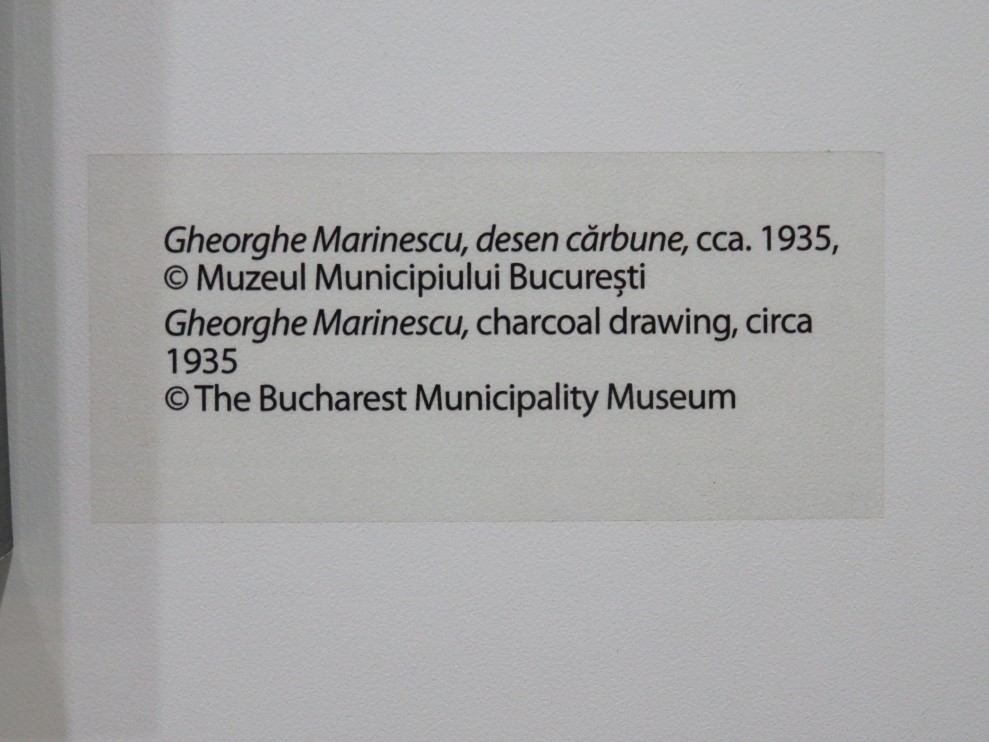 Gheorghe Marinescu, desen cărbune, cca. 1935,
© Muzeul Municipiului București
Gheorghe Marinescu, charcoal drawing, circa
1935
© The Bucharest Municipality Museum